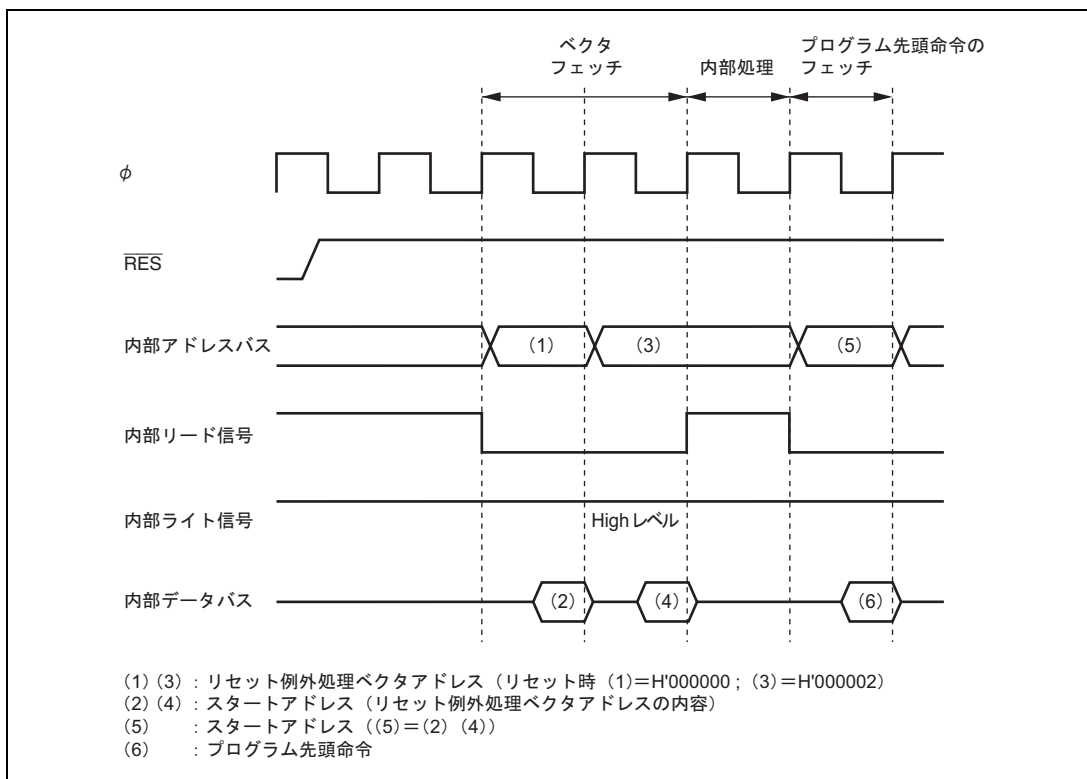 ベクタ
フェッチ
内部処理
プログラム先頭命令の
フェッチ
φ
RES
内部アドレスバス
(1)
(3)
(5)
内部リード信号
内部ライト信号
Highレベル
内部データバス
(2)
(4)
(6)
(1)(3) : リセット例外処理ベクタアドレス（リセット時 (1)=H'000000 ; (3)=H'000002）
(2)(4) : スタートアドレス（リセット例外処理ベクタアドレスの内容）
(5) : スタートアドレス（(5)=(2) (4)）
(6) : プログラム先頭命令